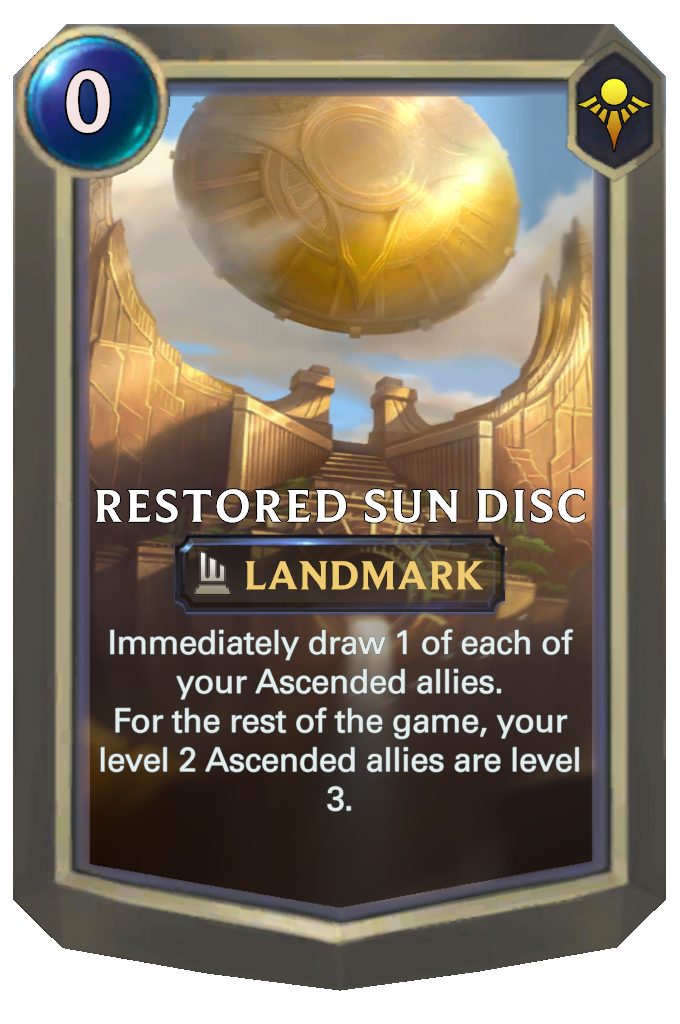 0
RESTORED SUN DISC
LANDMARK
Immediately draw 1 of each of
your Ascended allies.
For the rest of the game, your
level 2 Ascended allies are level
3.